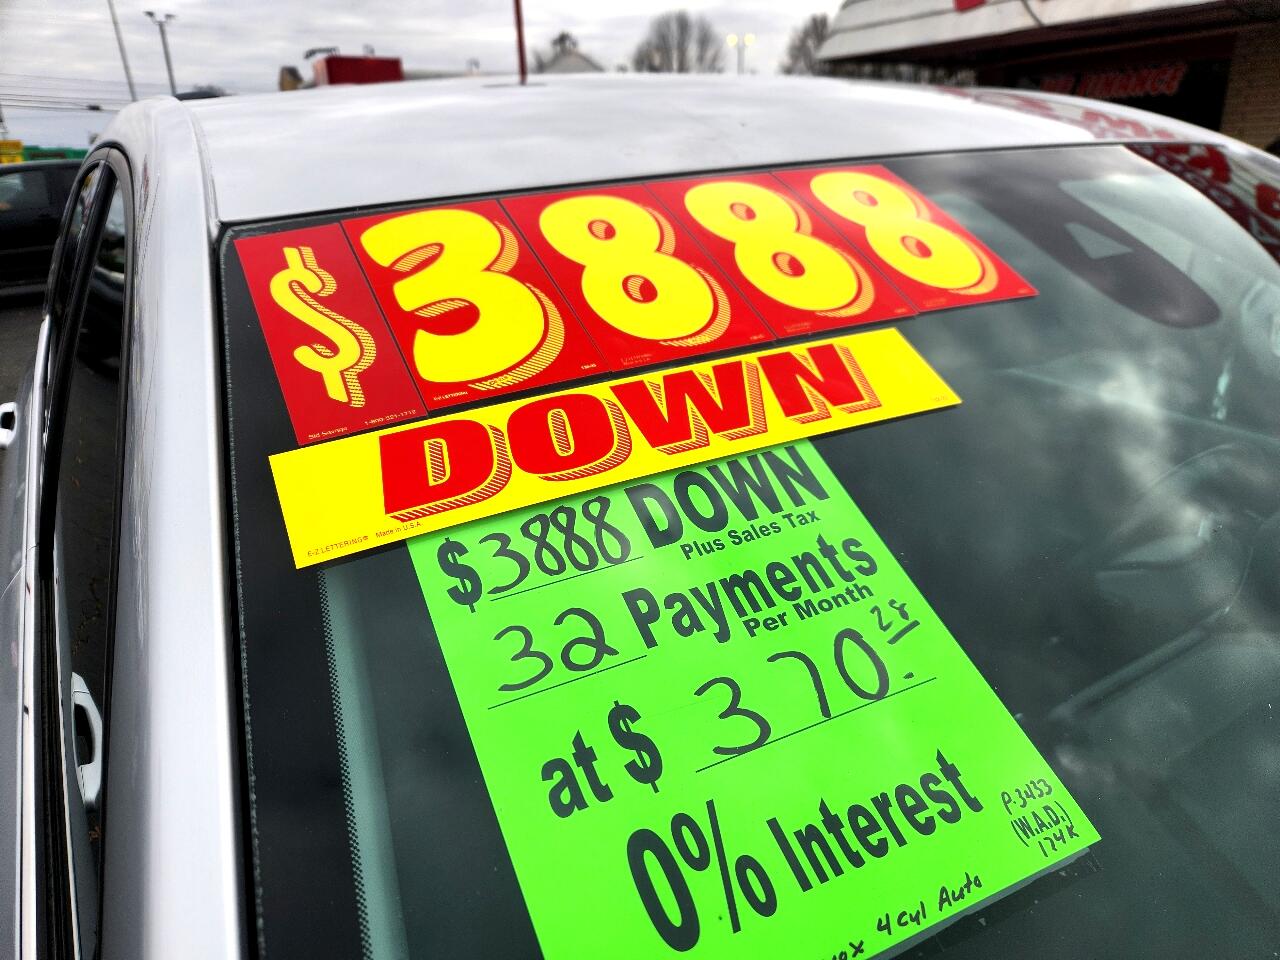 $3888
DOWN
E-Z LETTERING® Made in U.S.A.
$3888 DOWN
Plus Sales Tax
32 Payments
Per Month
at $ 370.28
0% Interest
P-3433
(W.A.D.)
174K
4 Cyl Auto